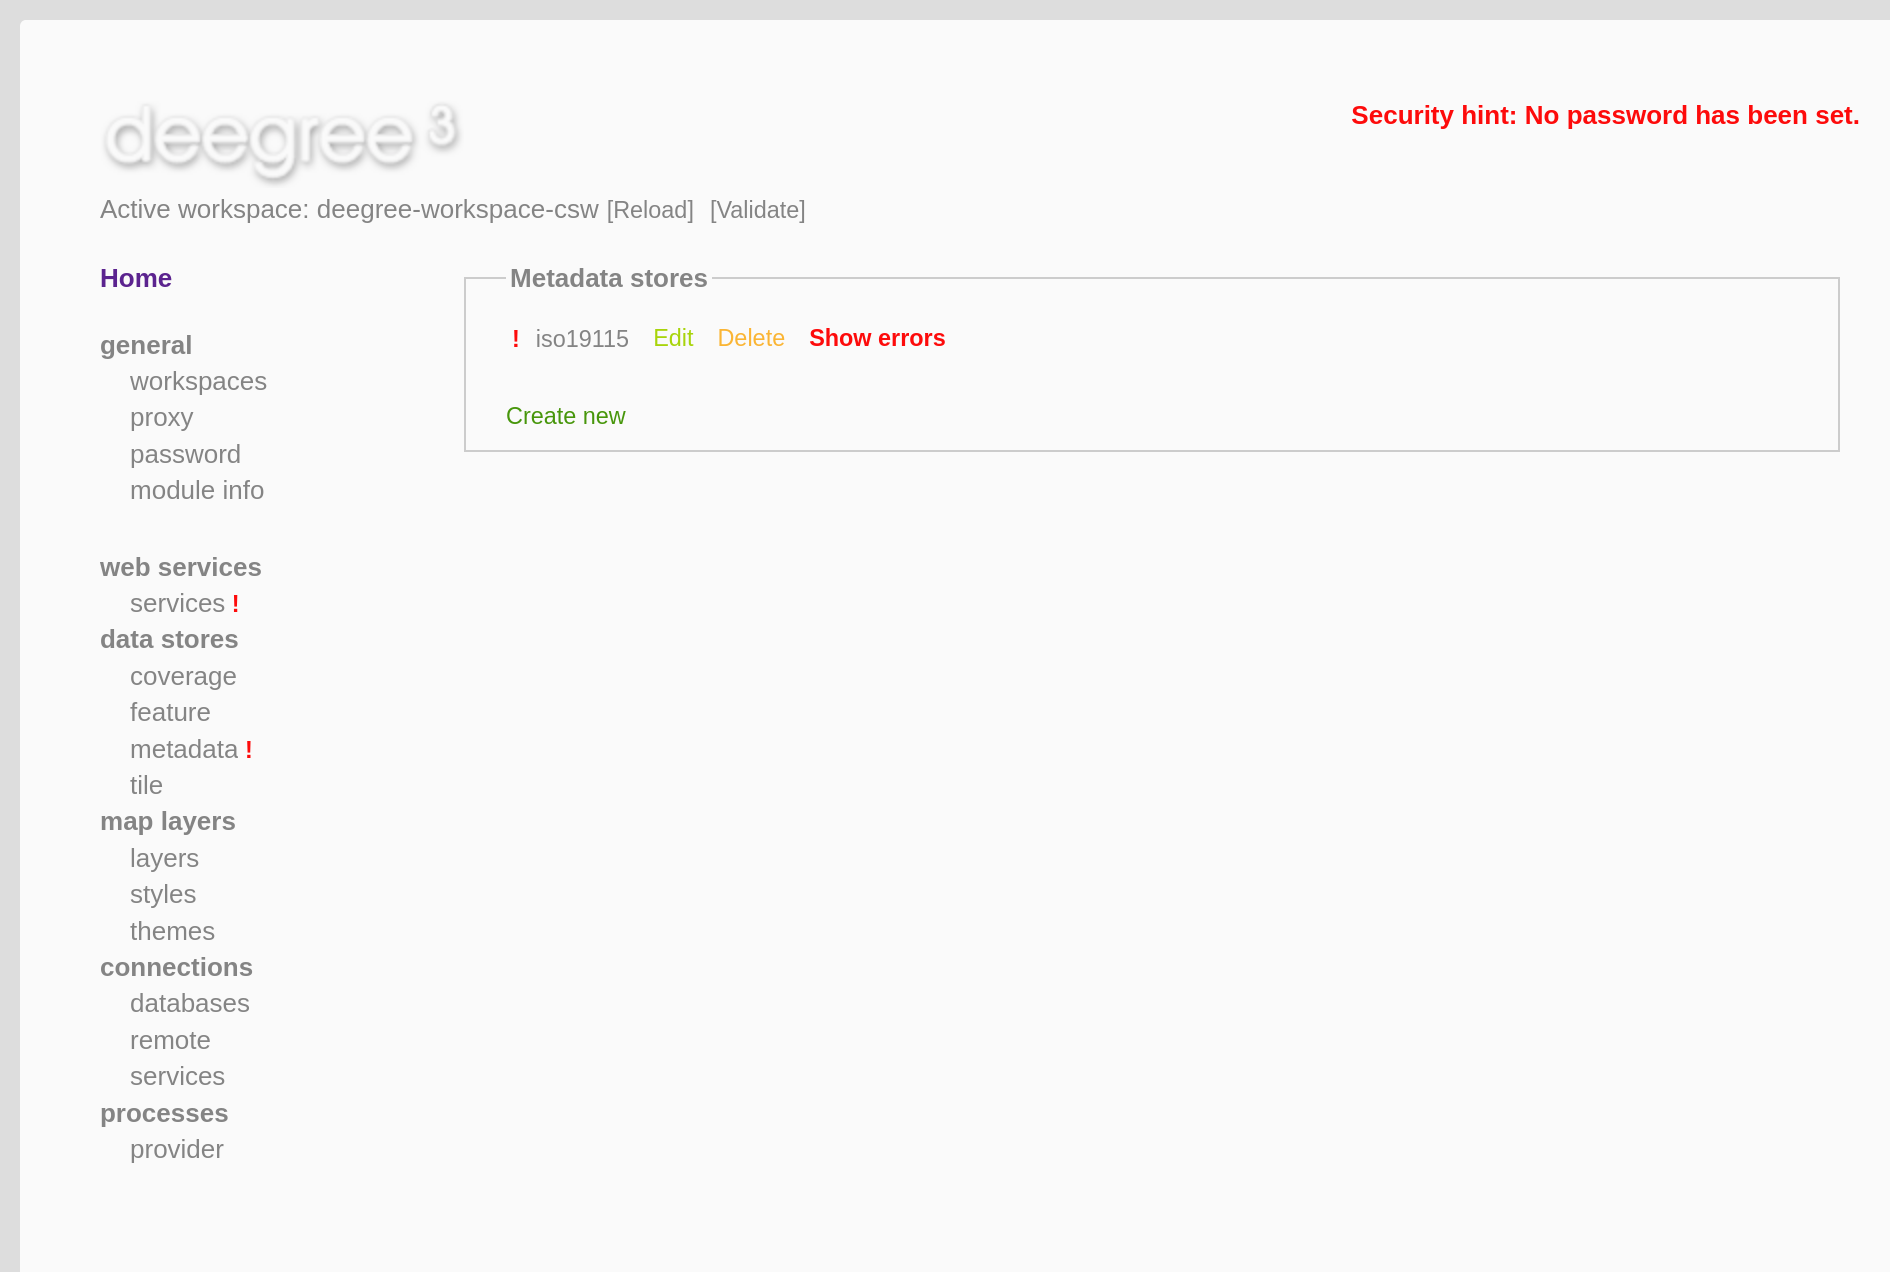 deegree 3
Security hint: No password has been set.
Active workspace: deegree-workspace-csw [Reload] [Validate]
Home
general
workspaces
proxy
password
module info
web services
services !
data stores
coverage
feature
metadata !
tile
map layers
layers
styles
themes
connections
databases
remote
services
processes
provider
Metadata stores
! iso19115 Edit Delete Show errors
Create new